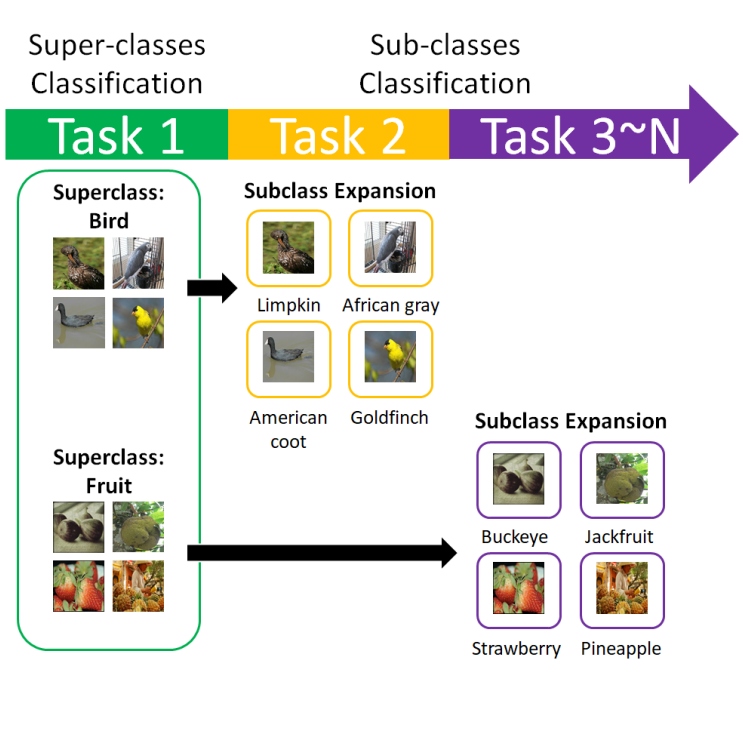 Super-classes
Classification
Sub-classes
Classification
Task 1
Task 2
Task 3~N
Superclass:
Bird
Subclass Expansion
Limpkin
African gray
American
coot
Goldfinch
Superclass:
Fruit
Subclass Expansion
Buckeye
Jackfruit
Strawberry
Pineapple